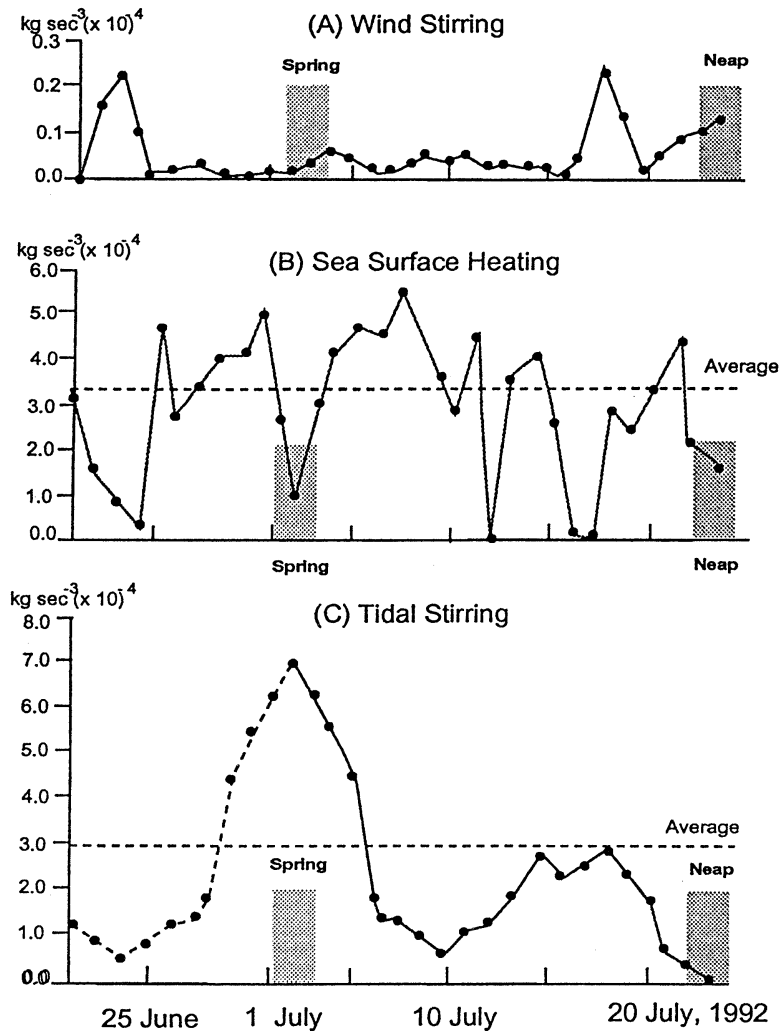 kg sec⁻³(x 10)⁻⁴
(A) Wind Stirring
0.3
0.2
0.1
0.0
Spring
Neap
kg sec⁻³(x 10)⁻⁴
(B) Sea Surface Heating
6.0
5.0
4.0
3.0
2.0
1.0
0.0
Average
Spring
Neap
kg sec⁻³(x 10)⁻⁴
(C) Tidal Stirring
8.0
7.0
6.0
5.0
4.0
3.0
2.0
1.0
0.0
Average
Spring
Neap
25 June 1 July 10 July 20 July, 1992